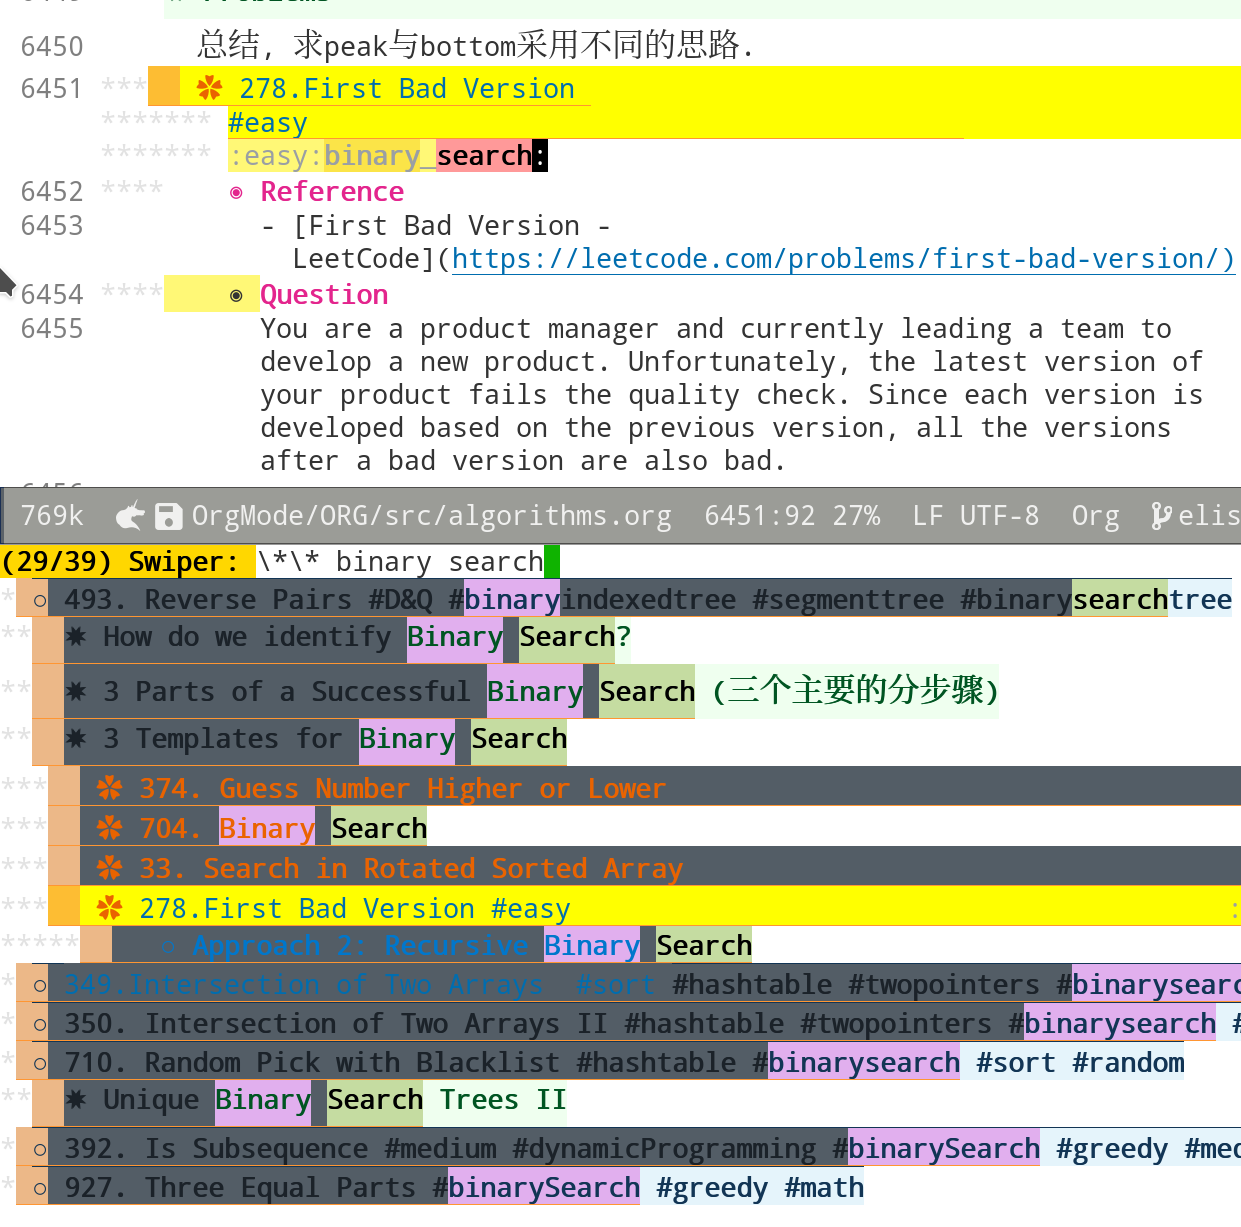 6450 总结, 求peak与bottom采用不同的思路.
6451 *** 278.First Bad Version
******* #easy
******* :easy:binary_search:
6452 **** ◉ Reference
6453 - [First Bad Version -
LeetCode](https://leetcode.com/problems/first-bad-version/)
6454 **** ◉ Question
6455 You are a product manager and currently leading a team to
develop a new product. Unfortunately, the latest version of
your product fails the quality check. Since each version is
developed based on the previous version, all the versions
after a bad version are also bad.
769k OrgMode/ORG/src/algorithms.org 6451:92 27% LF UTF-8 Org elis
(29/39) Swiper: \*\* binary search
* ○ 493. Reverse Pairs #D&Q #binaryindexedtree #segmenttree #binarysearchtree
** ✸ How do we identify Binary Search?
** ✸ 3 Parts of a Successful Binary Search (三个主要的分步骤)
** ✸ 3 Templates for Binary Search
*** ✿ 374. Guess Number Higher or Lower
*** ✿ 704. Binary Search
*** ✿ 33. Search in Rotated Sorted Array
*** ✿ 278.First Bad Version #easy :
***** ○ Approach 2: Recursive Binary Search
* ○ 349.Intersection of Two Arrays #sort #hashtable #twopointers #binarysearc
* ○ 350. Intersection of Two Arrays II #hashtable #twopointers #binarysearch #
* ○ 710. Random Pick with Blacklist #hashtable #binarysearch #sort #random
** ✸ Unique Binary Search Trees II
* ○ 392. Is Subsequence #medium #dynamicProgramming #binarySearch #greedy #med
* ○ 927. Three Equal Parts #binarySearch #greedy #math